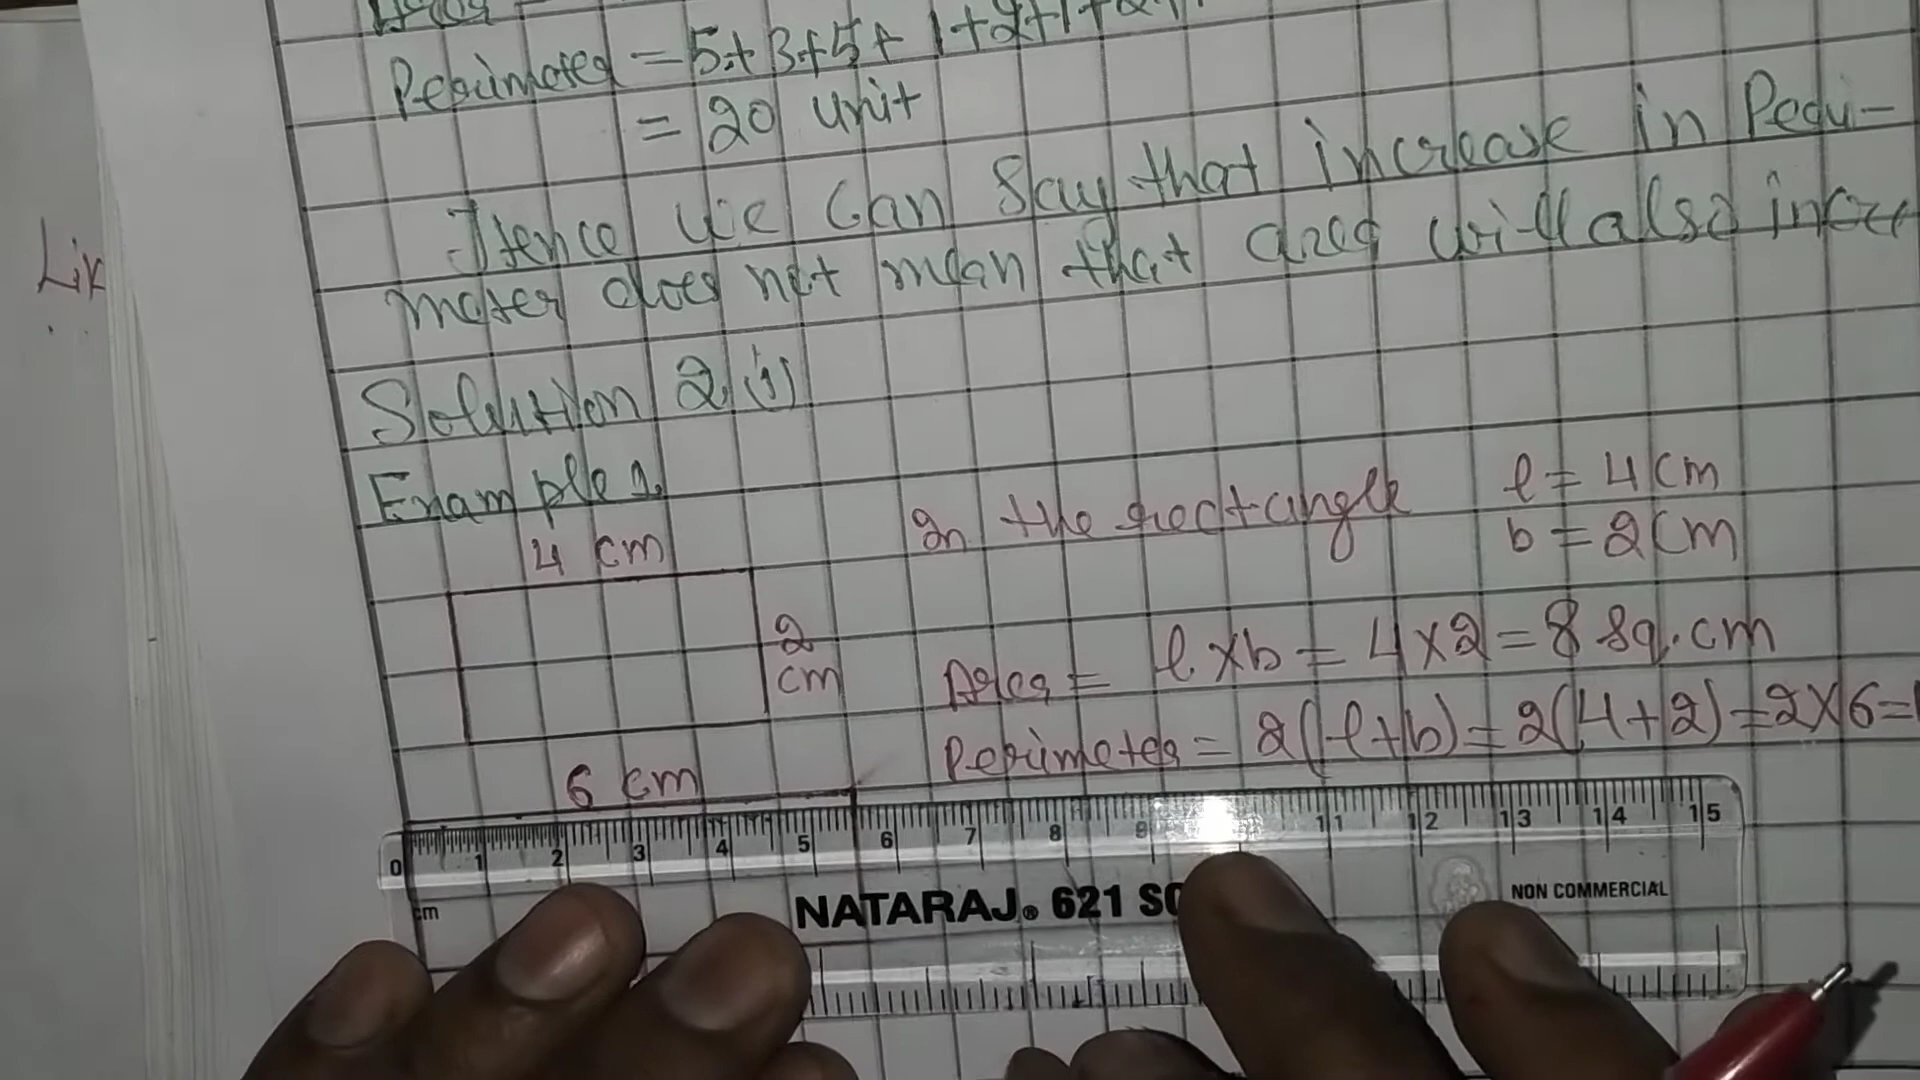 Perimeter = 5+3+5+1+2+1+2+1
= 20 unit
Hence we can say that increase in Peri-
meter does not mean that area will also incre
Solution 2 (i)
Example 1
4 cm
2
cm
In the rectangle
l = 4 cm
b = 2 cm
Area = l × b = 4 × 2 = 8 sq. cm
Perimeter = 2(l+b) = 2(4+2) = 2×6 = 1
6 cm
0 1 2 3 4 5 6 7 8 9 11 12 13 14 15
cm
NATARAJ® 621
NON COMMERCIAL